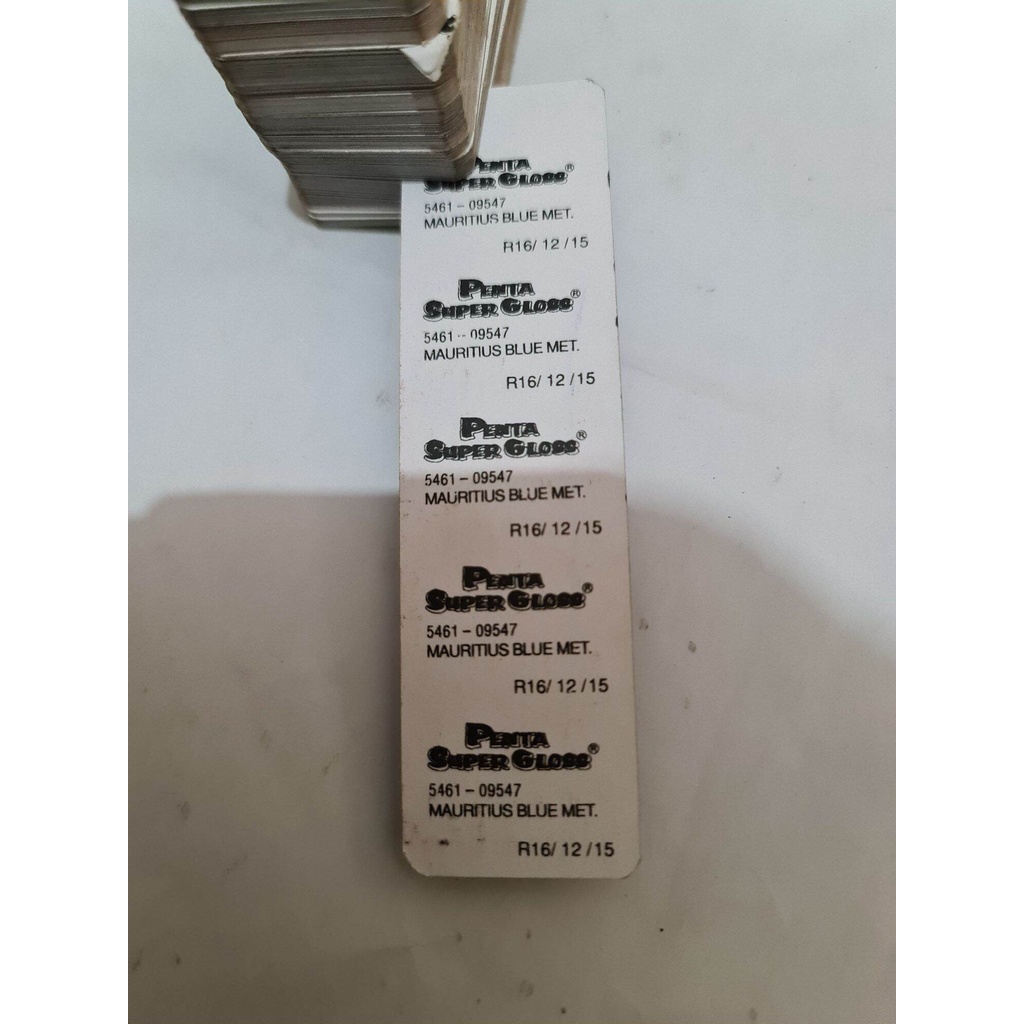 PENTA
SUPER GLOSS®
5461 - 09547
MAURITIUS BLUE MET.
R16/ 12 /15
PENTA
SUPER GLOSS®
5461 - 09547
MAURITIUS BLUE MET.
R16/ 12 /15
PENTA
SUPER GLOSS®
5461 - 09547
MAURITIUS BLUE MET.
R16/ 12 /15
PENTA
SUPER GLOSS®
5461 - 09547
MAURITIUS BLUE MET.
R16/ 12 /15
PENTA
SUPER GLOSS®
5461 - 09547
MAURITIUS BLUE MET.
R16/ 12 /15